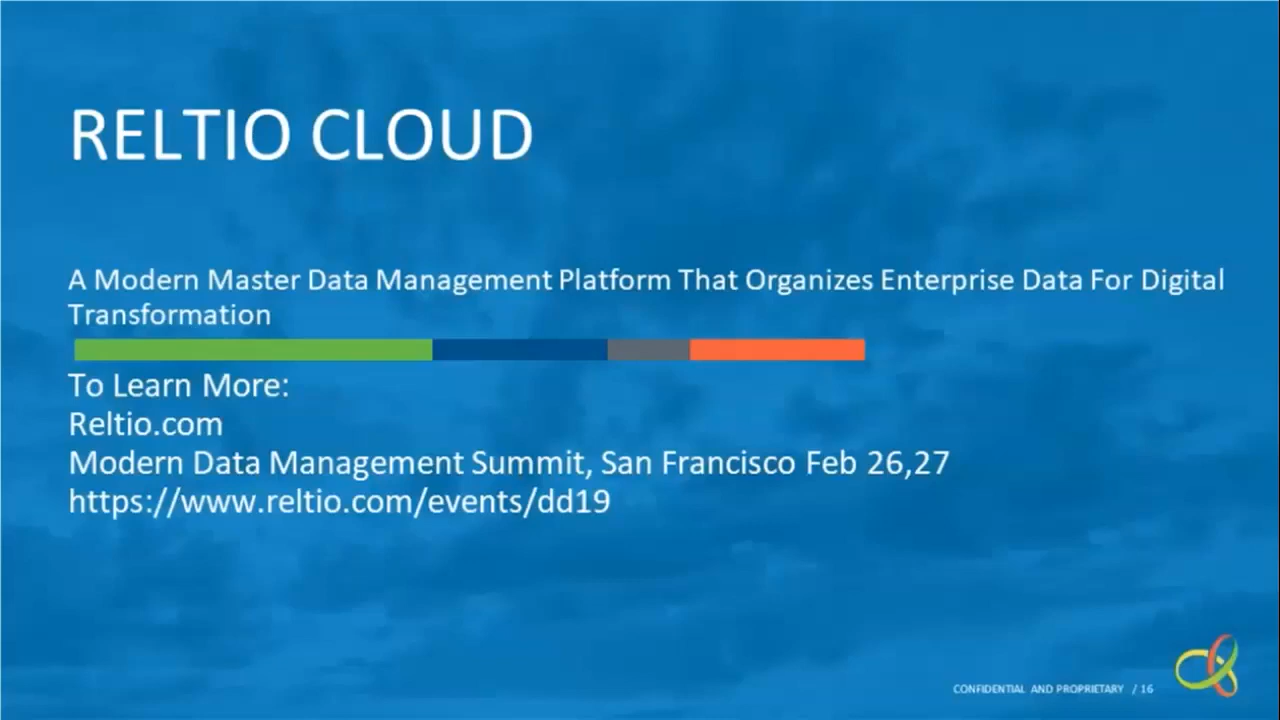 RELTIO CLOUD
A Modern Master Data Management Platform That Organizes Enterprise Data For Digital
Transformation
To Learn More:
Reltio.com
Modern Data Management Summit, San Francisco Feb 26,27
https://www.reltio.com/events/dd19
CONFIDENTIAL AND PROPRIETARY / 16